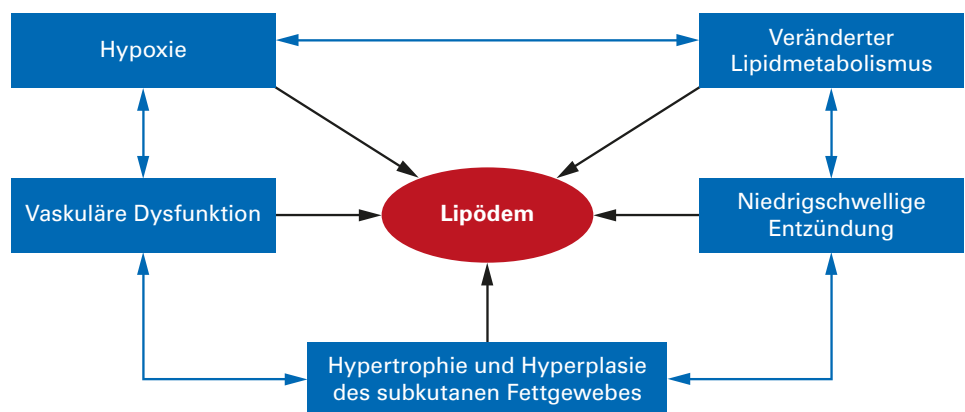 Hypoxie
Veränderter
Lipidmetabolismus
Vaskuläre Dysfunktion
Lipödem
Niedrigschwellige
Entzündung
Hypertrophie und Hyperplasie
des subkutanen Fettgewebes